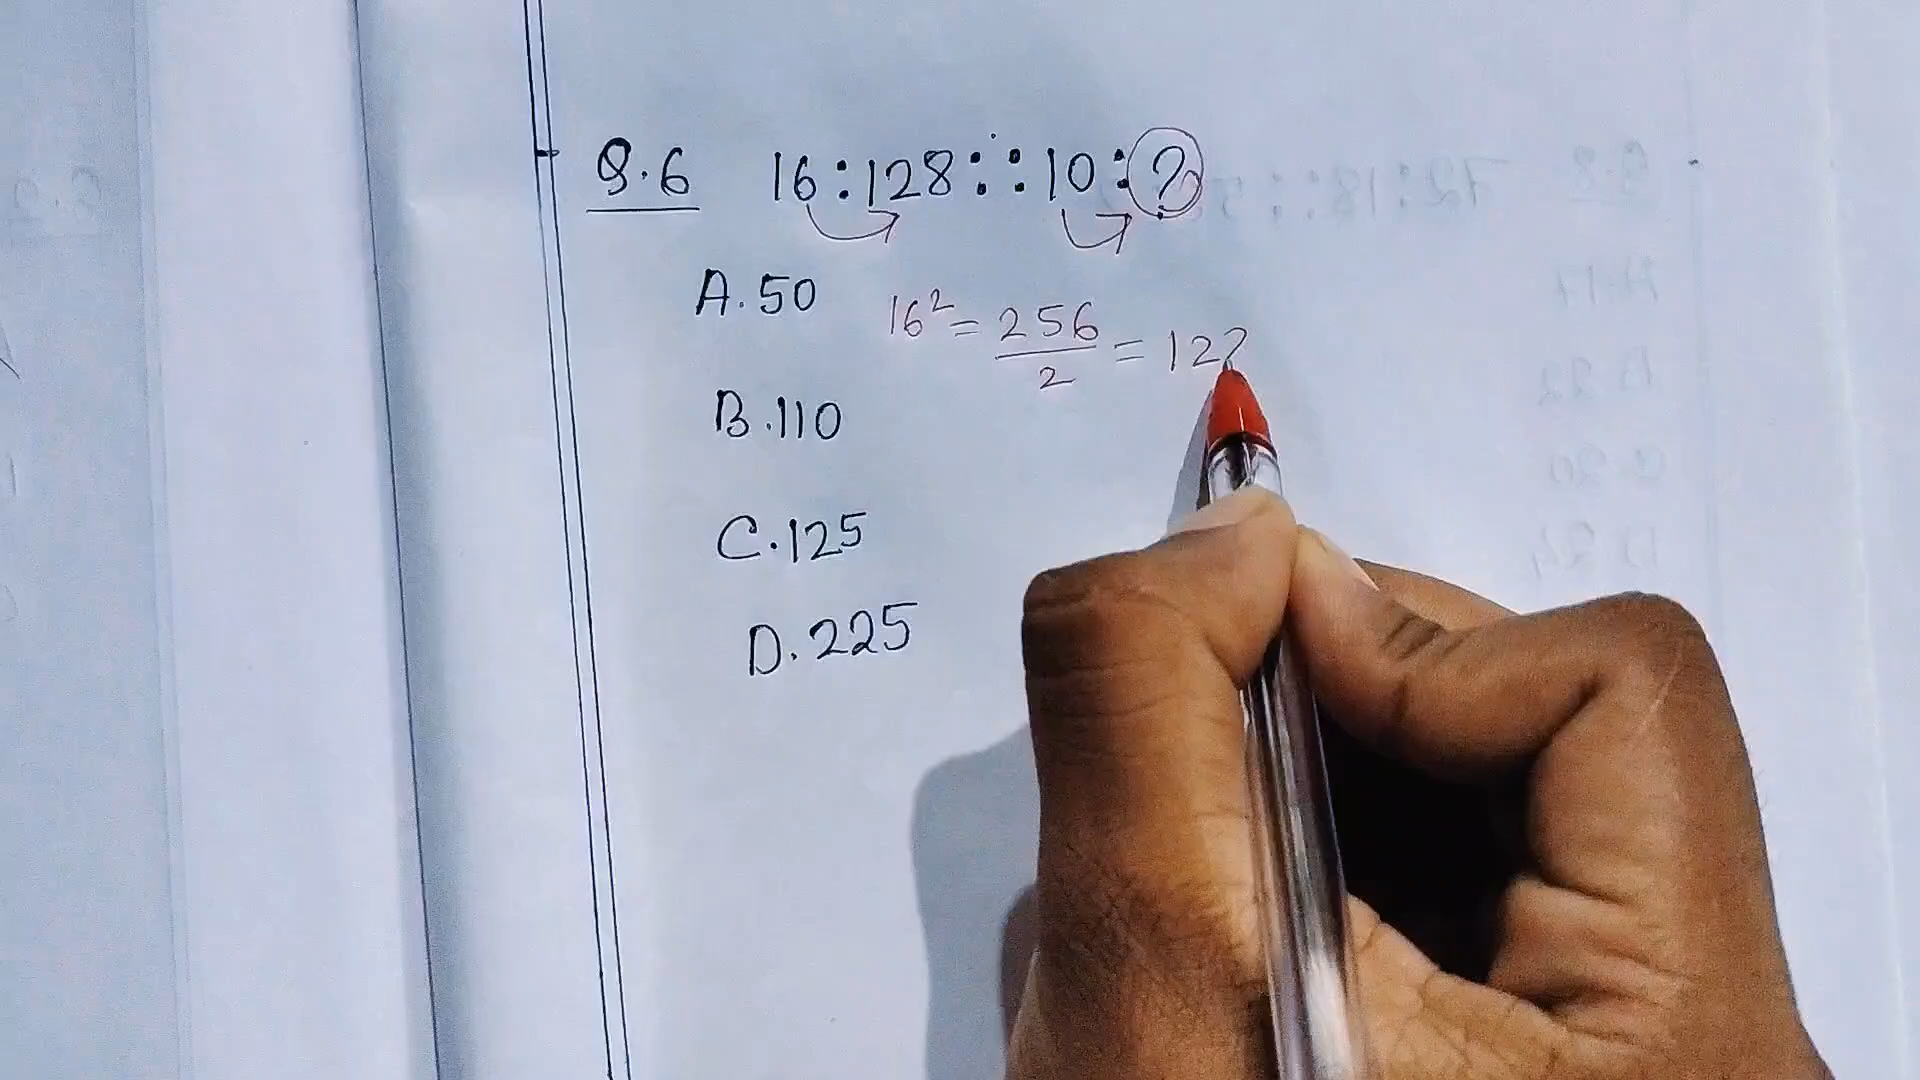 Q.6 16:128::10:?
A. 50
16² = 256/2 = 12
B. 110
C. 125
D. 225